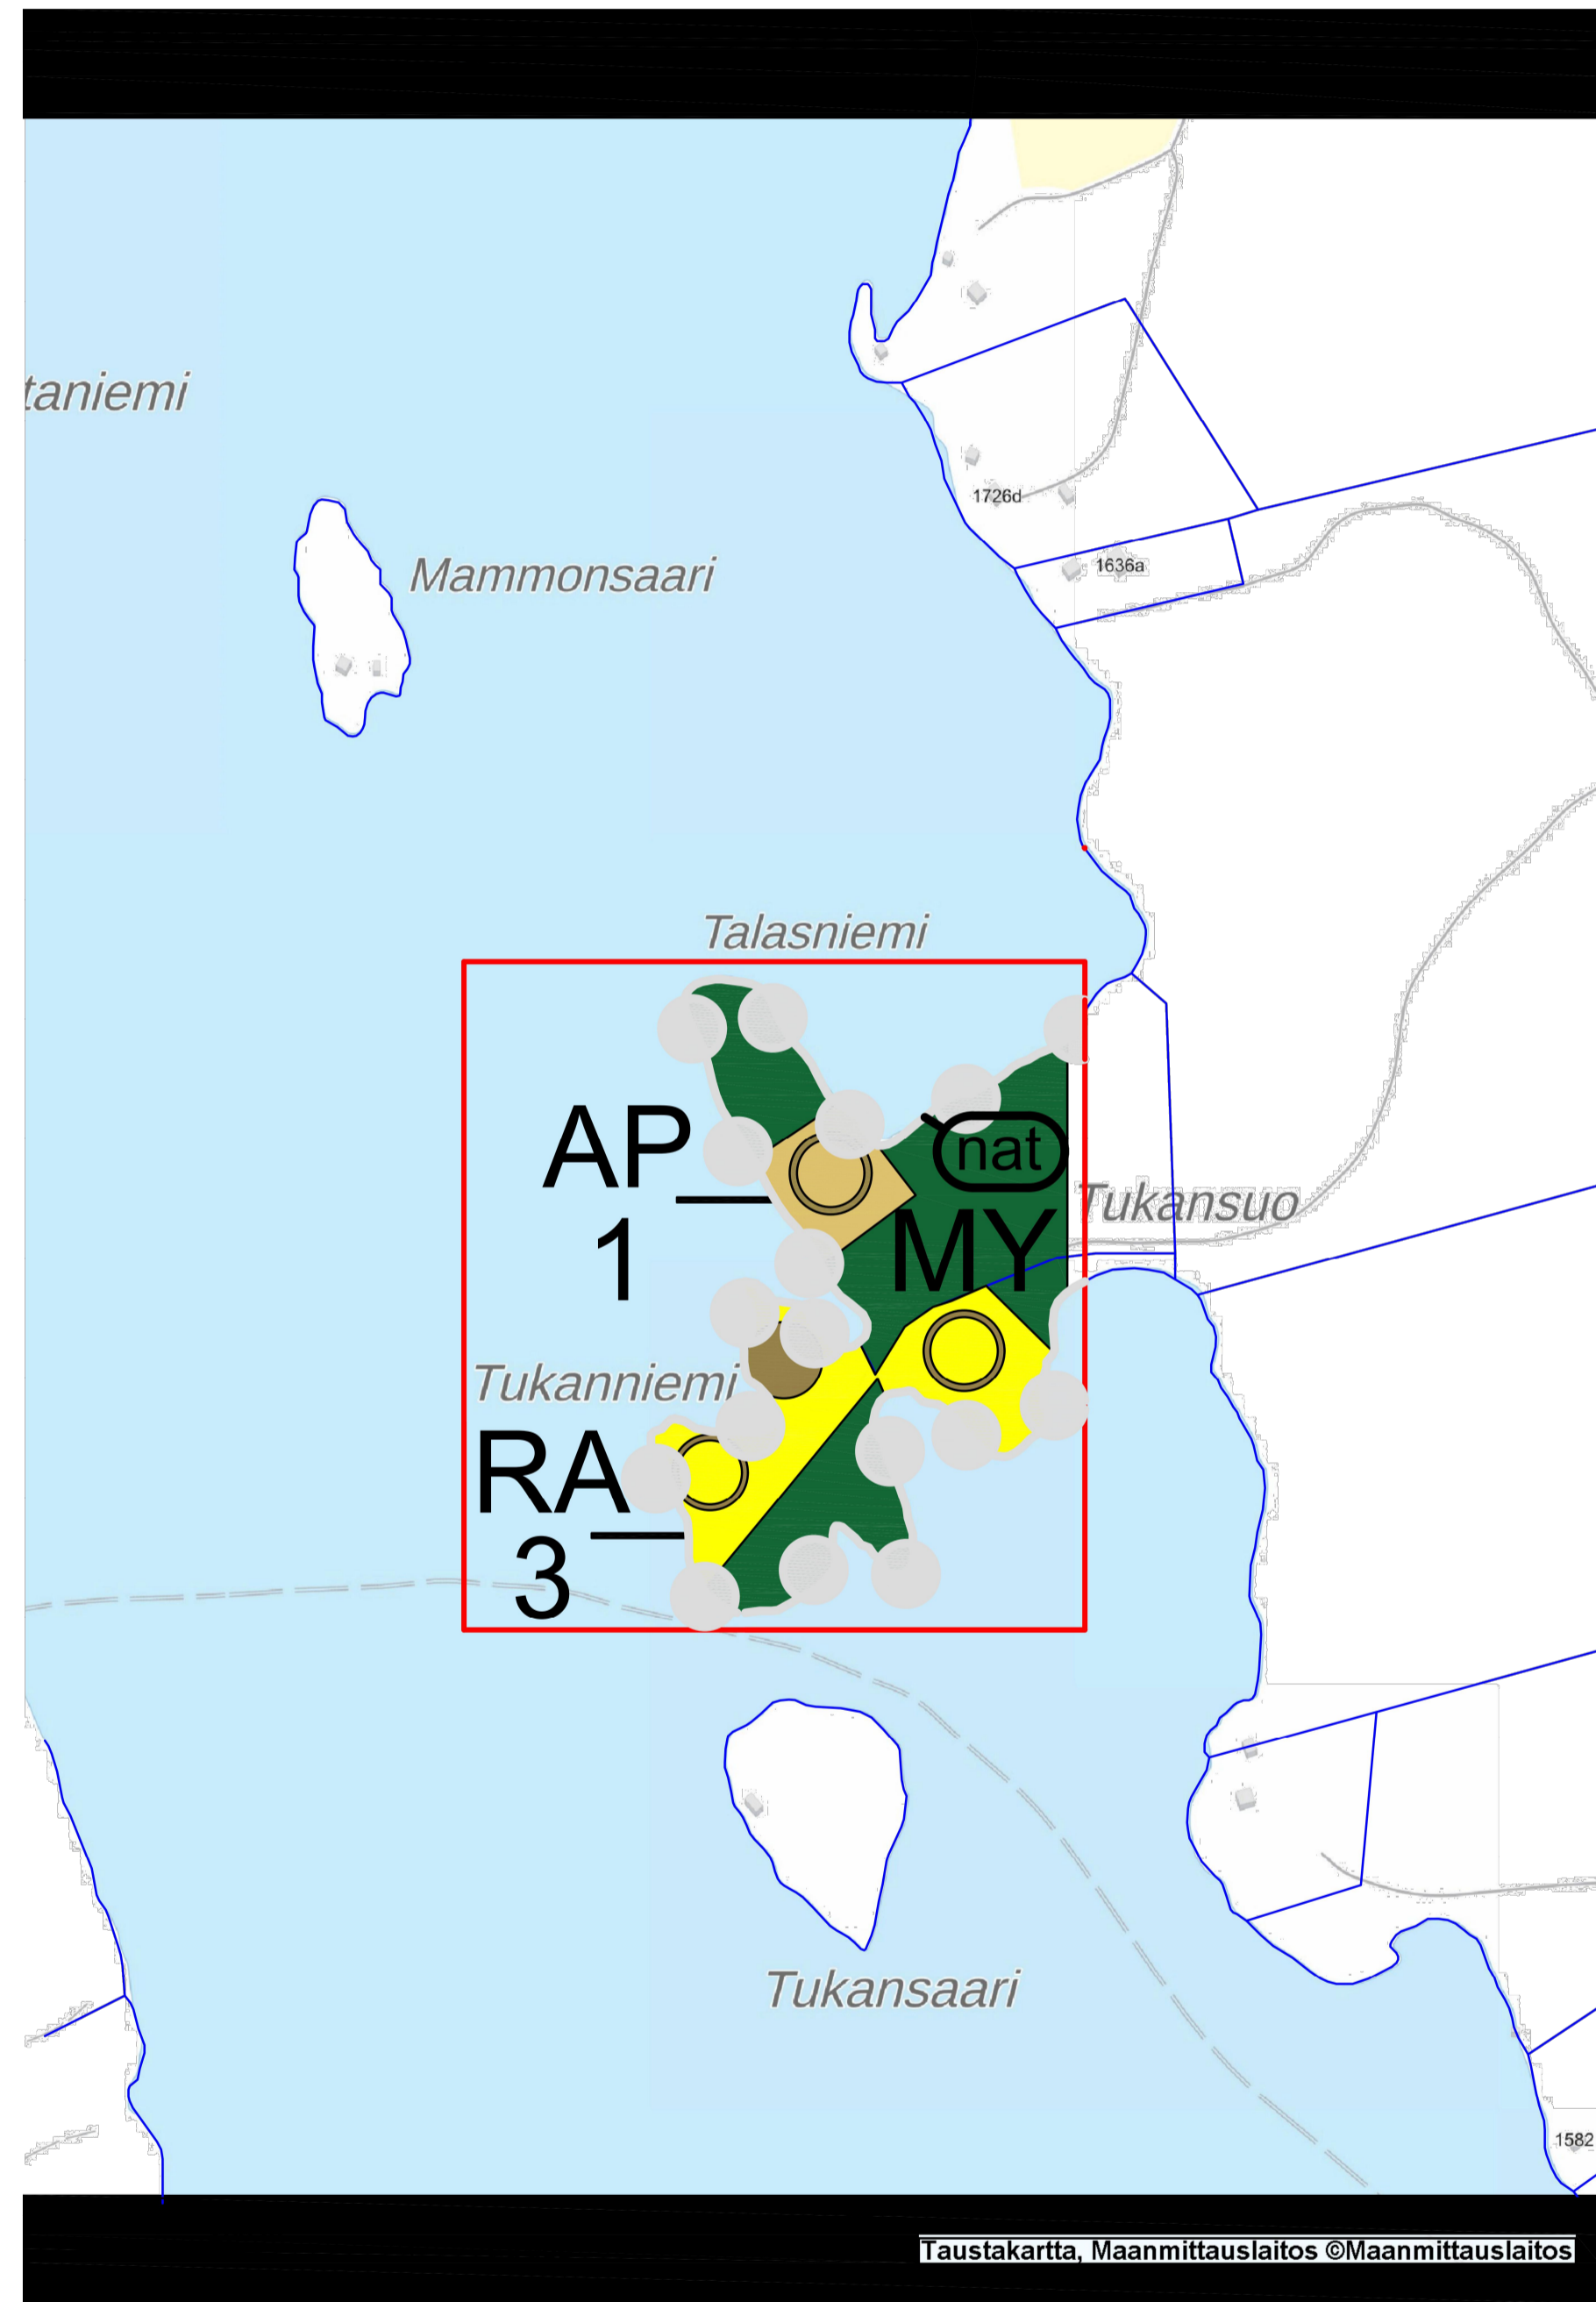 taniemi
1726d
Mammonsaari
1636a
Talasniemi
AP
1
nat
MY
Tukansuo
Tukanniemi
RA
3
Tukansaari
1582
Taustakartta, Maanmittauslaitos ©Maanmittauslaitos